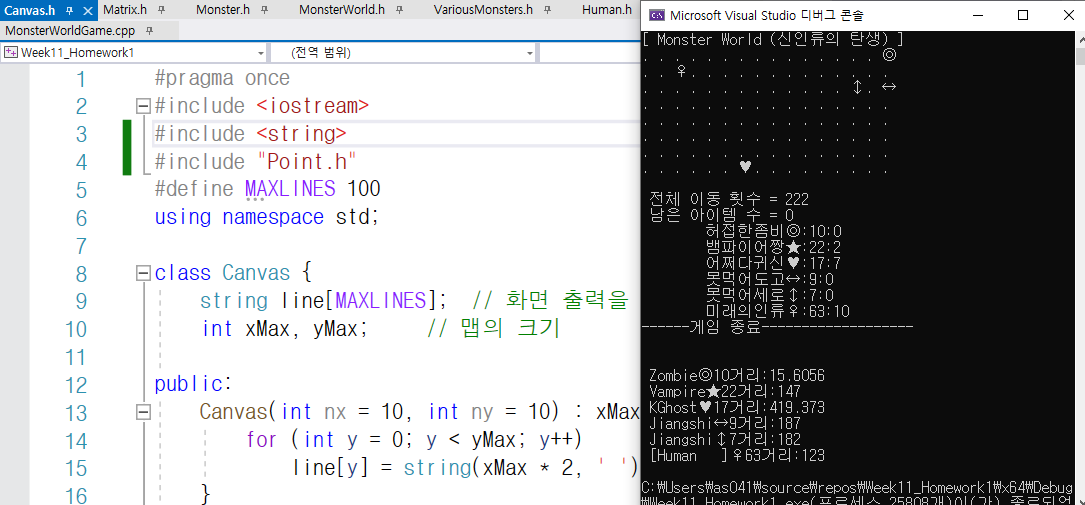 Canvas.h
Matrix.h
Monster.h
MonsterWorld.h
VariousMonsters.h
Human.h
MonsterWorldGame.cpp
Week11_Homework1
(전역 범위)
1 #pragma once
2 #include <iostream>
3 #include <string>
4 #include "Point.h"
5 #define MAXLINES 100
6 using namespace std;
7
8 class Canvas {
9 string line[MAXLINES]; // 화면 출력을
10 int xMax, yMax; // 맵의 크기
11
12 public:
13 Canvas(int nx = 10, int ny = 10) : xMax
14 for (int y = 0; y < yMax; y++)
15 line[y] = string(xMax * 2, ' ')
16 }
Microsoft Visual Studio 디버그 콘솔
[ Monster World (신인류의 탄생) ]
. . . . . . . . . . . . . . . ◎
. . ♀ . . . . . . . . . . . . .
. . . . . . . . . . . . . ↕ . ↔
. . . . . . . . . . . . . . . .
. . . . . . . . . . . . . . . .
. . . . . . . . . . . . . . . .
. . . . . . . . . . . . . . . .
. . . . . . ♥ . . . . . . . . .
전체 이동 횟수 = 222
남은 아이템 수 = 0
허접한좀비◎:10:0
뱀파이어짱★:22:2
어쩌다귀신♥:17:7
못먹어도고↔:9:0
못먹어세로↕:7:0
미래의인류♀:63:10
------게임 종료-------------------
Zombie◎10거리:15.6056
Vampire★22거리:147
KGhost♥17거리:419.373
Jiangshi↔9거리:187
Jiangshi↕7거리:182
[Human ]♀63거리:123
C:₩Users₩as041₩source₩repos₩Week11_Homework1₩x64₩Debug
₩Week11_Homework1.exe(프로세스 25808개)이(가) 종료되었